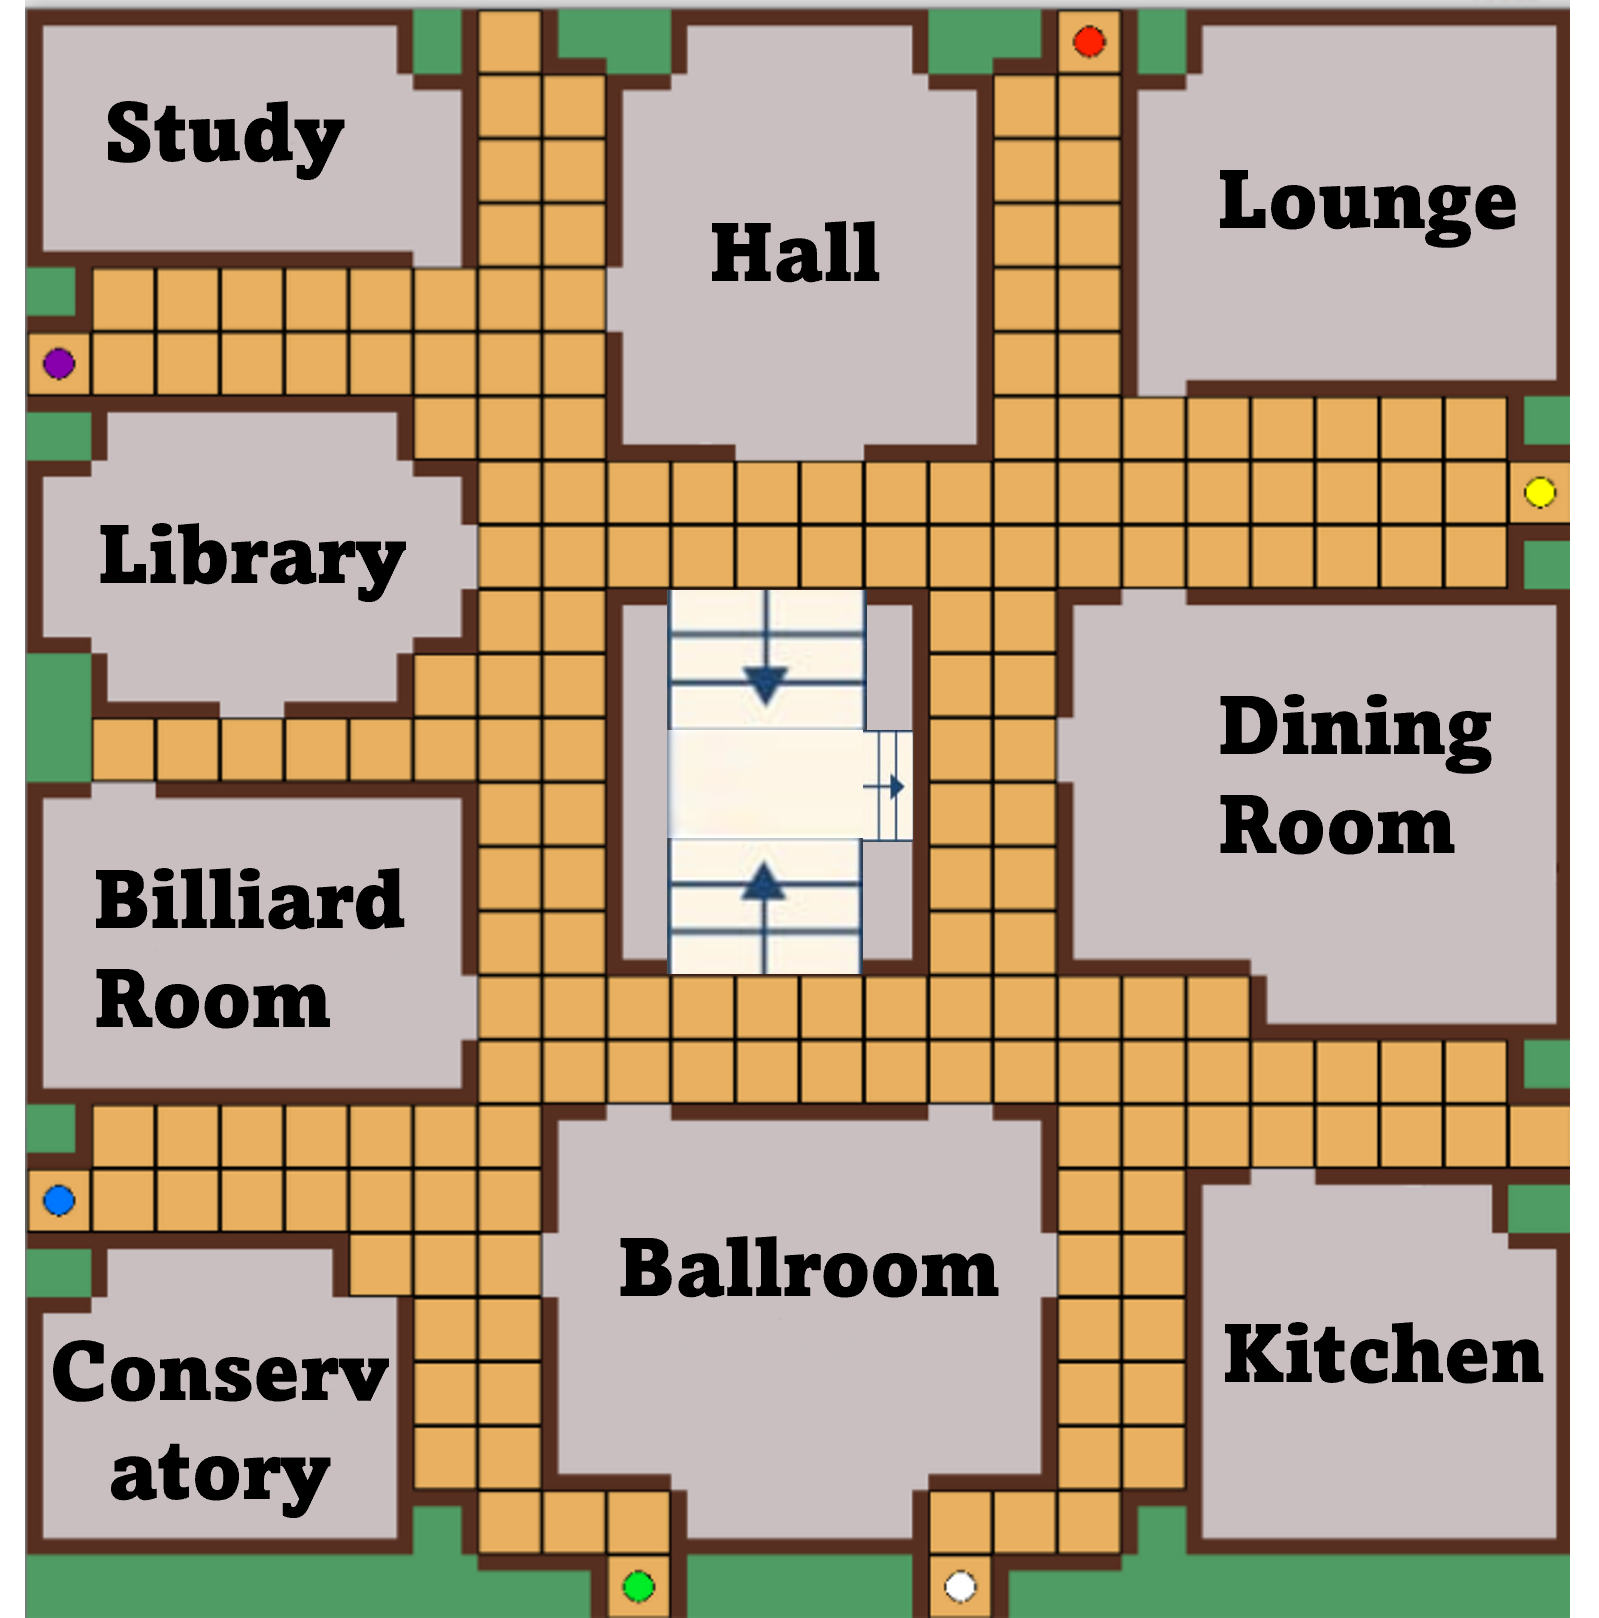 Study
Hall
Lounge
Library
Dining
Room
Billiard
Room
Ballroom
Conserv
atory
Kitchen